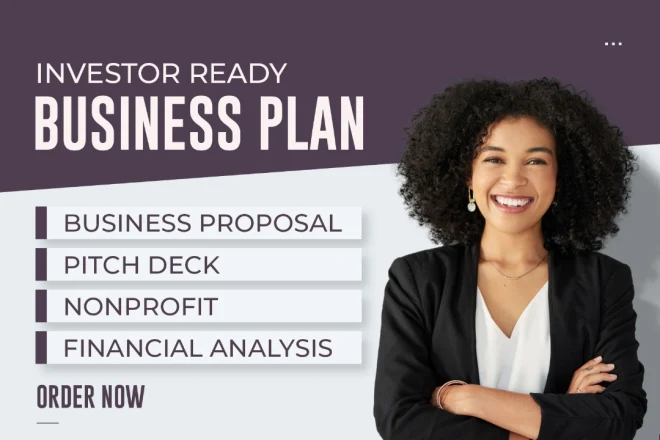 INVESTOR READY
BUSINESS PLAN
BUSINESS PROPOSAL
PITCH DECK
NONPROFIT
FINANCIAL ANALYSIS
ORDER NOW